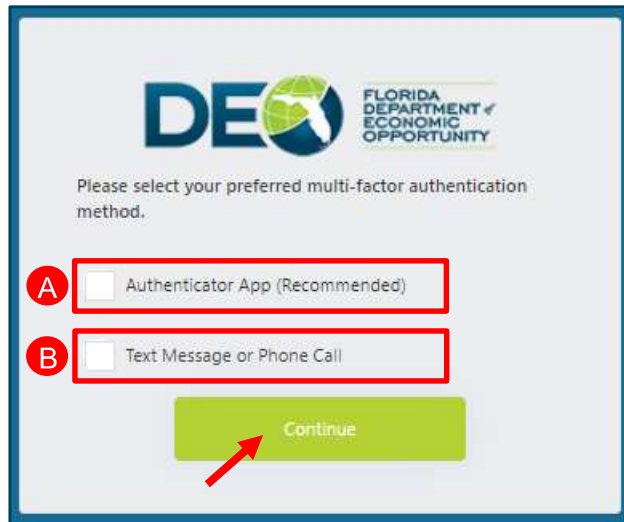 DEO
FLORIDA
DEPARTMENT of
ECONOMIC
OPPORTUNITY
Please select your preferred multi-factor authentication
method.
A
Authenticator App (Recommended)
B
Text Message or Phone Call
Continue